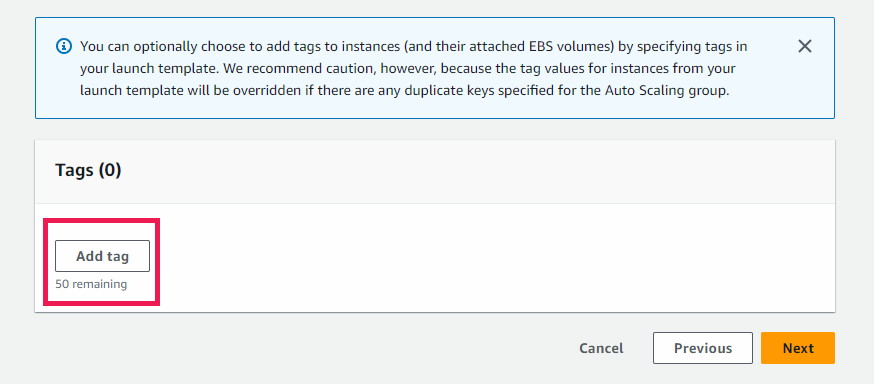 You can optionally choose to add tags to instances (and their attached EBS volumes) by specifying tags in
your launch template. We recommend caution, however, because the tag values for instances from your
launch template will be overridden if there are any duplicate keys specified for the Auto Scaling group.
Tags (0)
Add tag
50 remaining
Cancel
Previous
Next